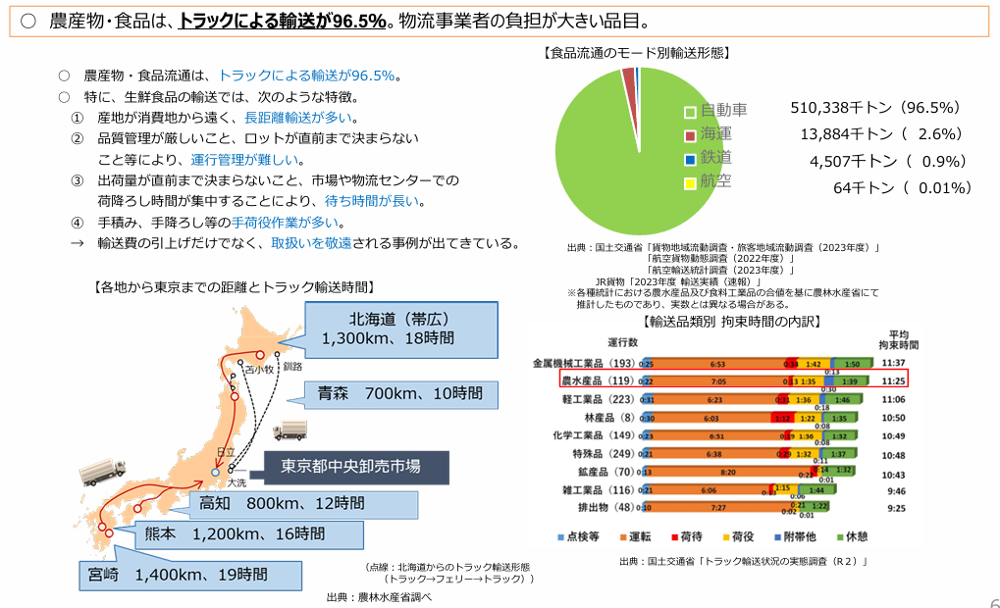 ○ 農産物・食品は、トラックによる輸送が96.5%。物流事業者の負担が大きい品目。
○ 農産物・食品流通は、トラックによる輸送が96.5%。
○ 特に、生鮮食品の輸送では、次のような特徴。
① 産地が消費地から遠く、長距離輸送が多い。
② 品質管理が厳しいこと、ロットが直前まで決まらない
こと等により、運行管理が難しい。
③ 出荷量が直前まで決まらないこと、市場や物流センターでの
荷降ろし時間が集中することにより、待ち時間が長い。
④ 手積み、手降ろし等の手荷役作業が多い。
→ 輸送費の引上げだけでなく、取扱いを敬遠される事例が出てきている。
【食品流通のモード別輸送形態】
自動車 510,338千トン（96.5%）
海運 13,884千トン（ 2.6%）
鉄道 4,507千トン（ 0.9%）
航空 64千トン（ 0.01%）
出典：国土交通省「貨物地域流動調査・旅客地域流動調査（2023年度）」
「航空貨物動態調査（2022年度）」
「航空輸送統計調査（2023年度）」
JR貨物「2023年度 輸送実績（速報）」
※各種統計における農水産品及び食料工業品の合値を基に農林水産省にて
推計したものであり、実数とは異なる場合がある。
【各地から東京までの距離とトラック輸送時間】
北海道（帯広）
1,300km、18時間
苫小牧
釧路
青森 700km、10時間
日立
東京都中央卸売市場
大洗
高知 800km、12時間
熊本 1,200km、16時間
宮崎 1,400km、19時間
（点線：北海道からのトラック輸送形態
（トラック→フェリー→トラック））
出典：農林水産省調べ
【輸送品類別 拘束時間の内訳】
運行数
平均
拘束時間
金属機械工業品（193） 0:25 6:53 0:34 1:42 0:13 1:50 11:37
農水産品（119） 0:22 7:05 0:13 1:35 0:30 1:39 11:25
軽工業品（223） 0:31 6:23 0:31 1:36 0:18 1:46 11:06
林産品（8） 0:30 6:03 1:12 1:22 0:08 1:35 10:50
化学工業品（149） 0:23 6:51 0:19 1:36 0:08 1:32 10:49
特殊品（249） 0:21 6:38 0:29 1:32 0:11 1:37 10:48
鉱産品（70） 0:13 8:20 0:22 0:14 0:01 1:32 10:43
雑工業品（116） 0:21 6:06 0:13 1:15 0:06 1:44 9:46
排出物（48） 0:10 7:27 0:02 0:21 0:01 1:22 9:25
点検等 運転 荷待 荷役 附帯他 休憩
出典：国土交通省「トラック輸送状況の実態調査（R２）」
6